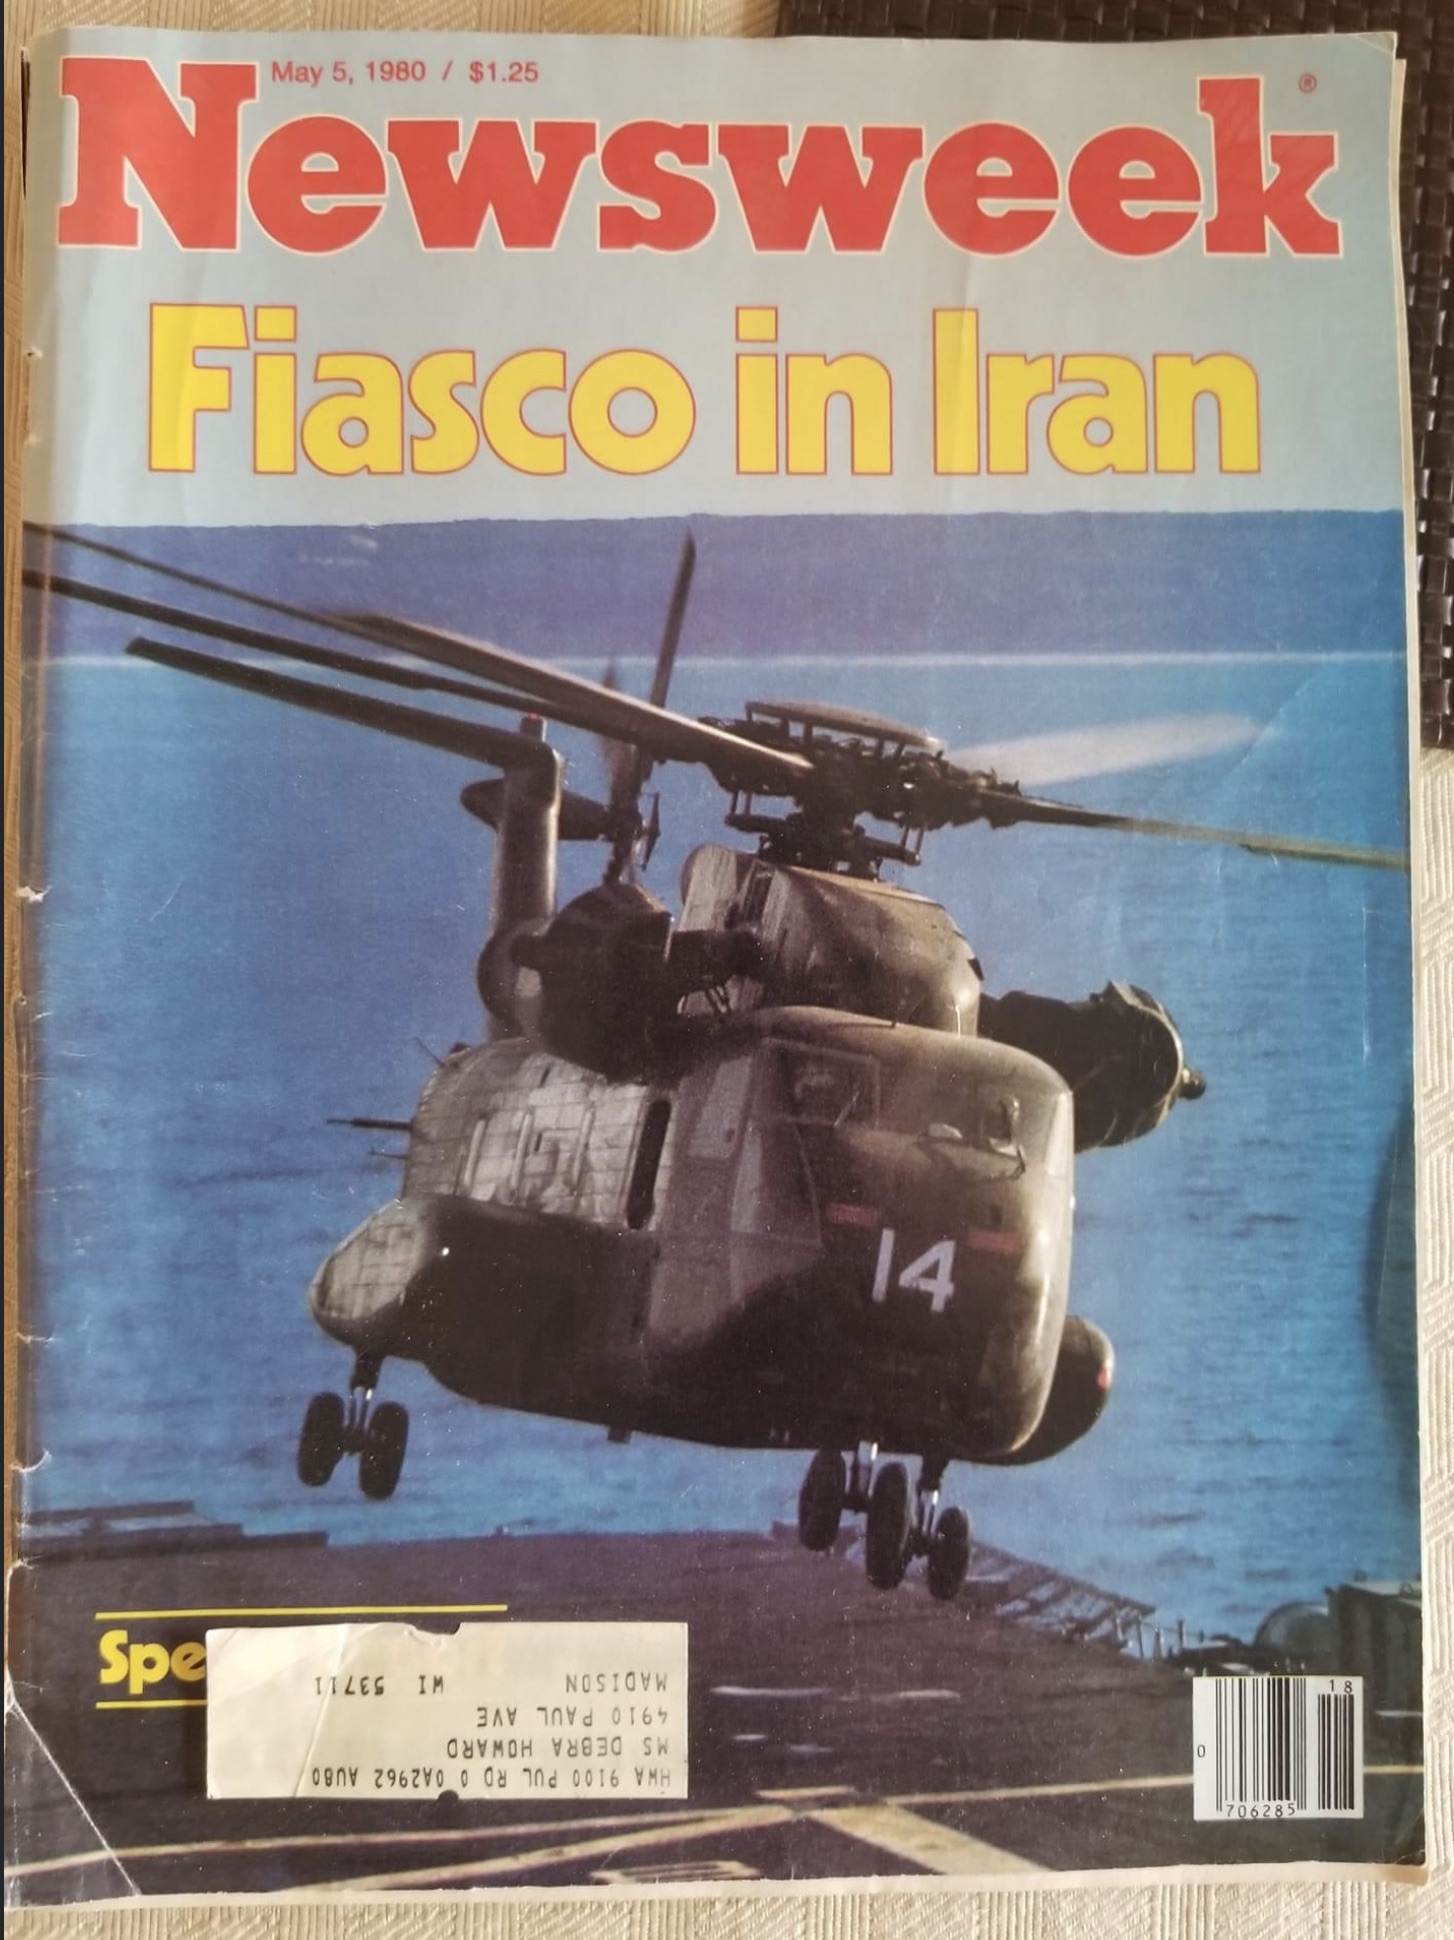 May 5, 1980 / $1.25
Newsweek®
Fiasco in Iran
14
Spe
HWA 9100 PUL RD 0 0A2962 AU80
MS DEBRA HOWARD
4910 PAUL AVE
MADISON WI 53711
18
0
706285